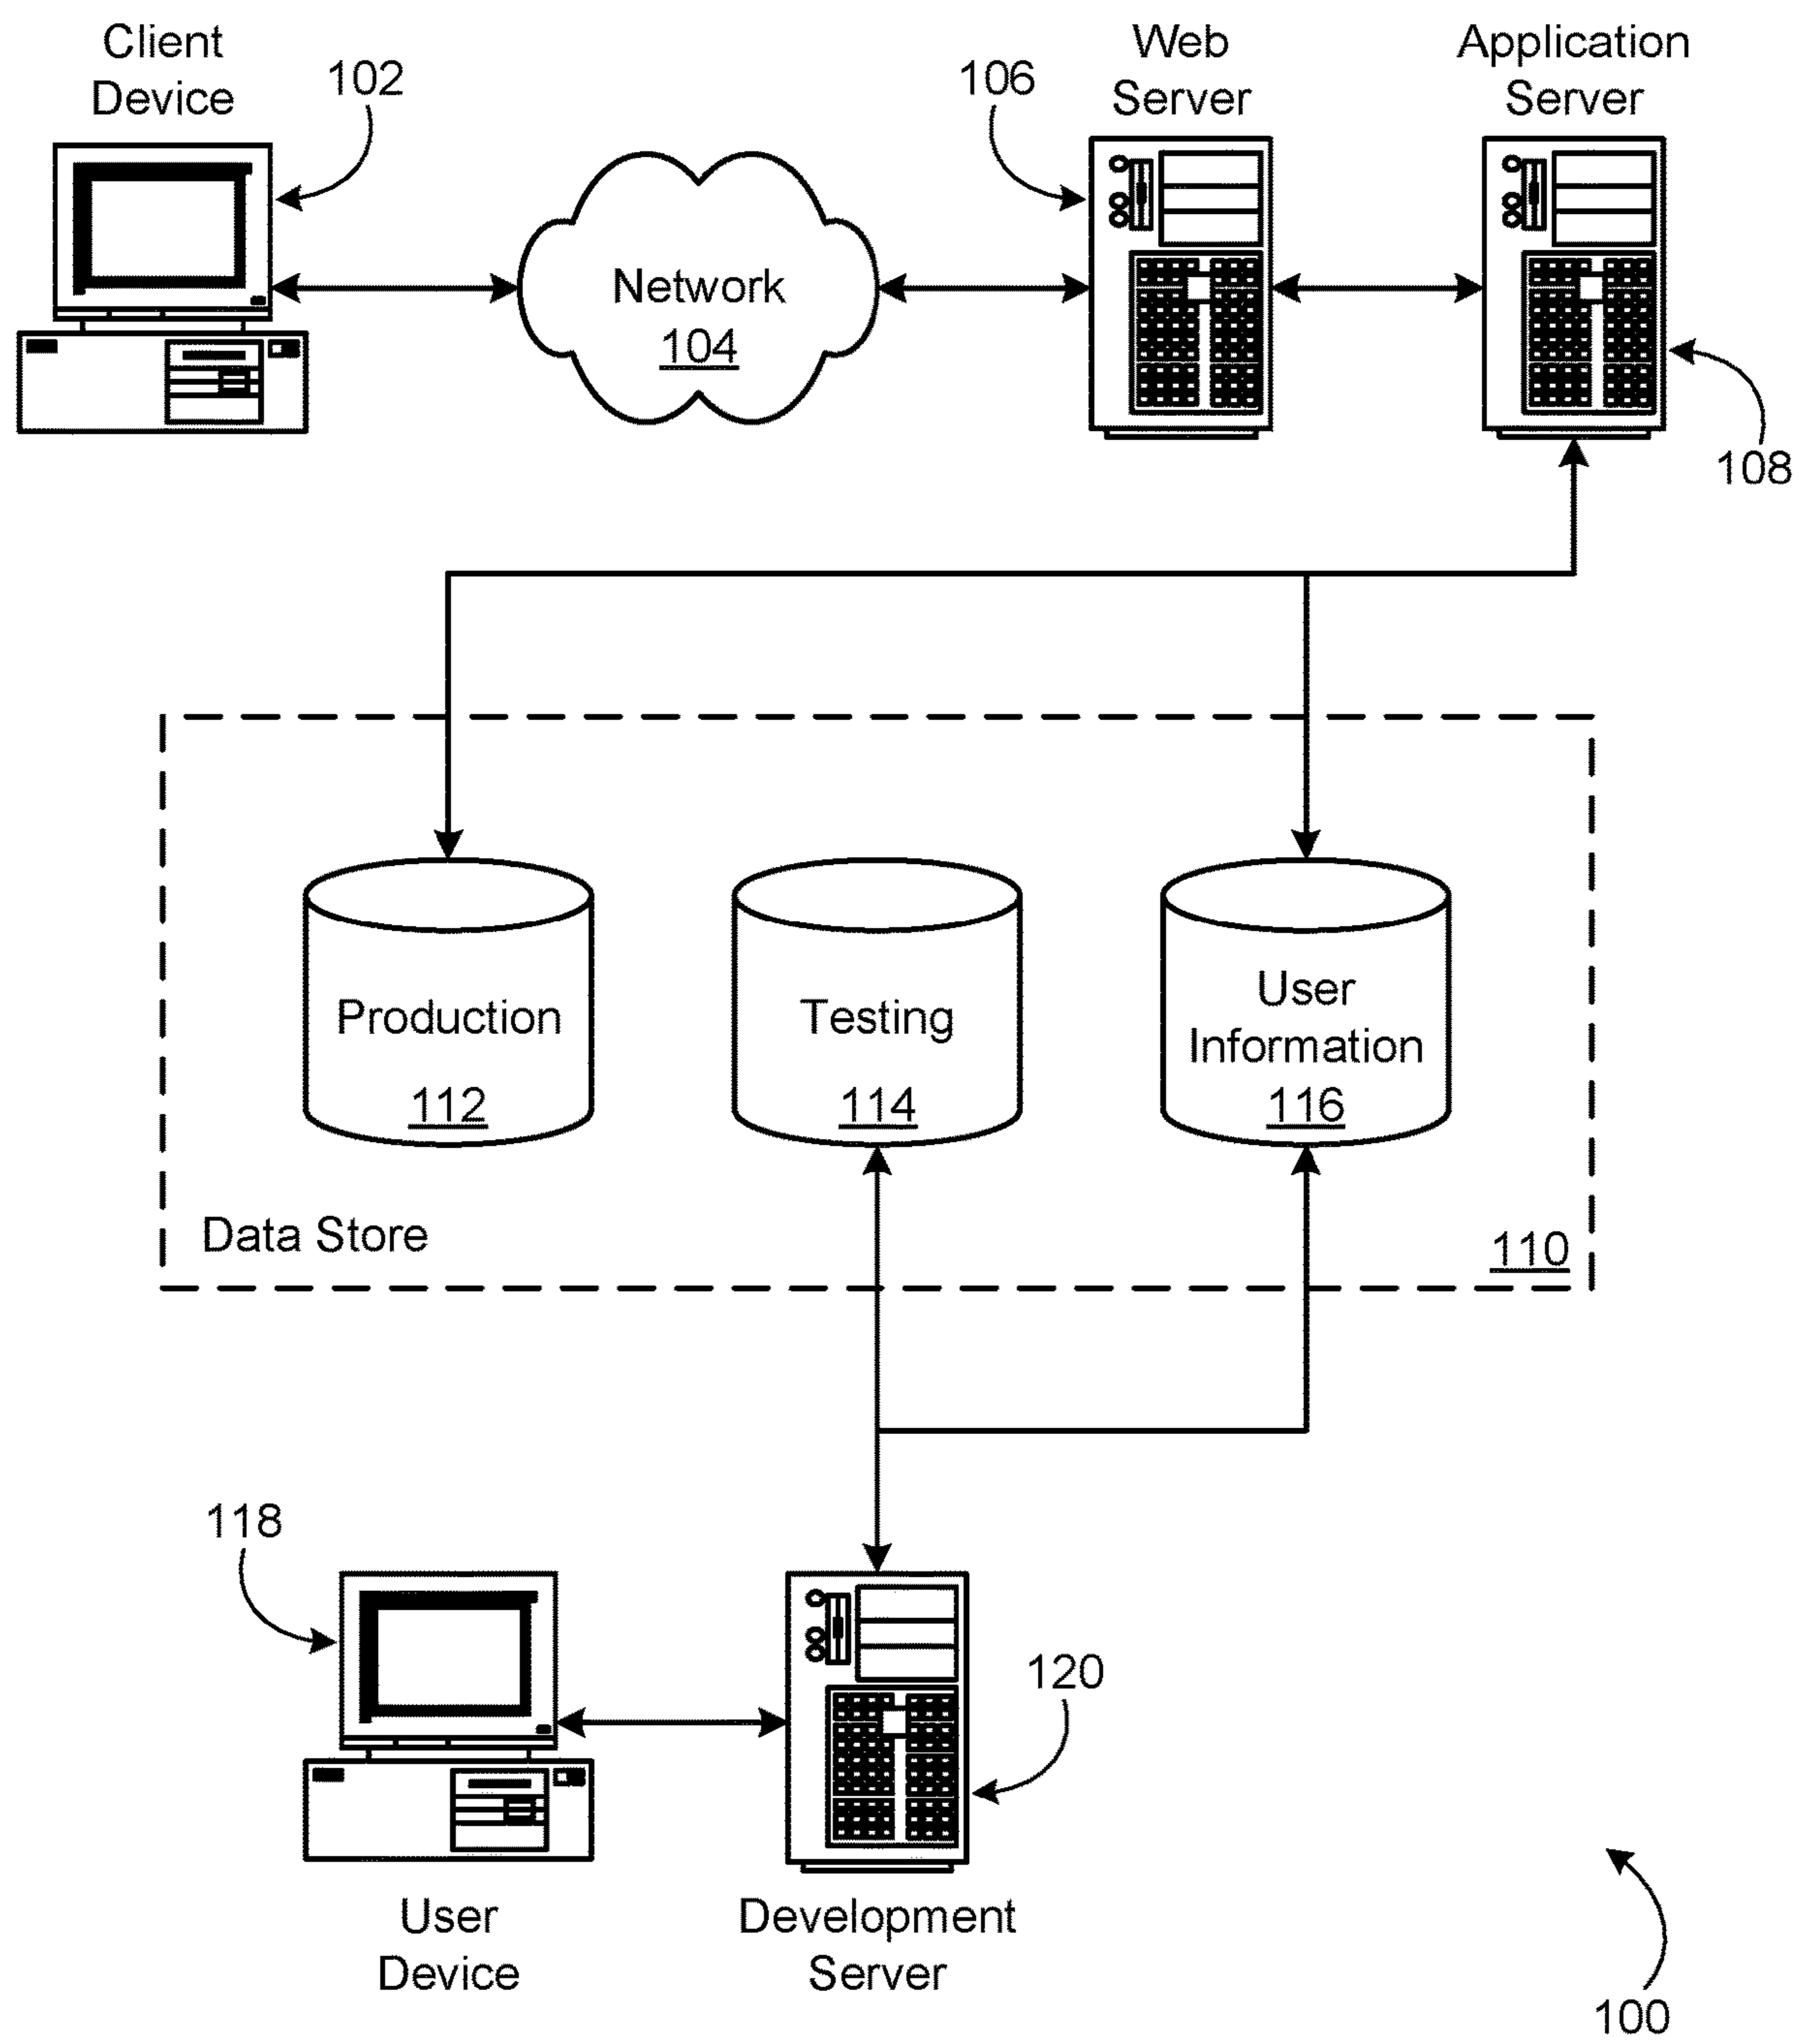 Client
Device
102
Network
104
106
Web
Server
Application
Server
108
Production
112
Testing
114
User
Information
116
Data Store
110
118
User
Device
120
Development
Server
100